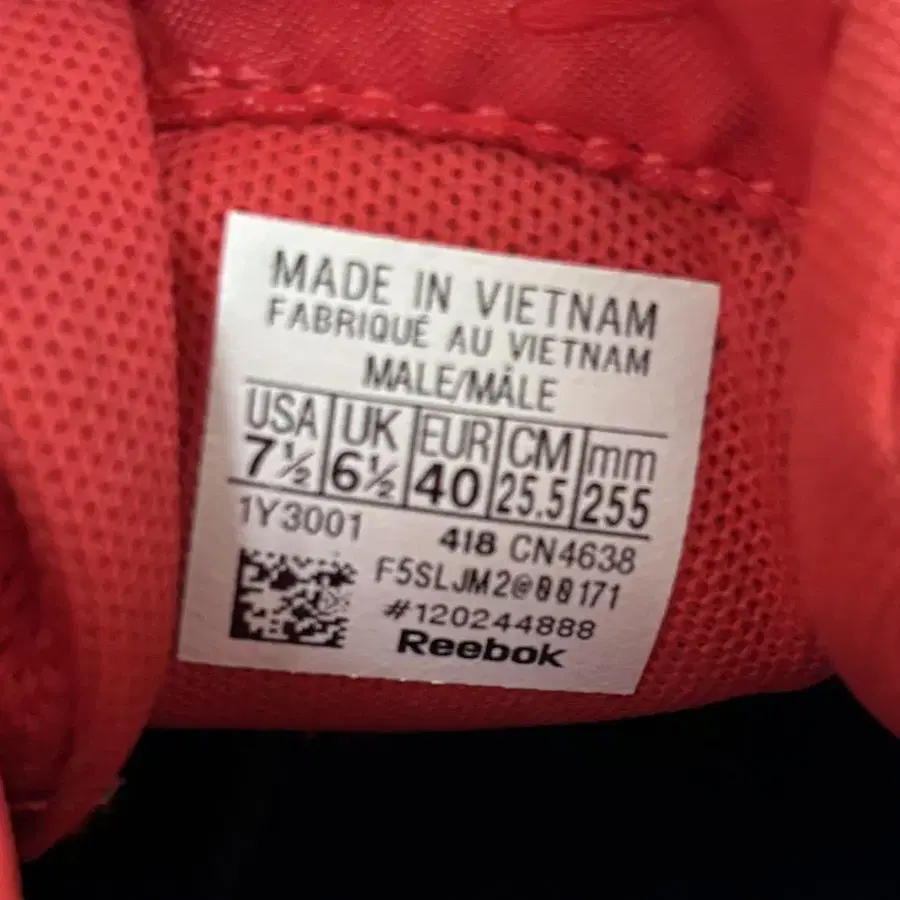 MADE IN VIETNAM
FABRIQUÉ AU VIETNAM
MALE/MÂLE
USA UK EUR CM mm
7½ 6½ 40 25.5 255
1Y3001 418 CN4638
F5SLJM2@00171
#120244888
Reebok